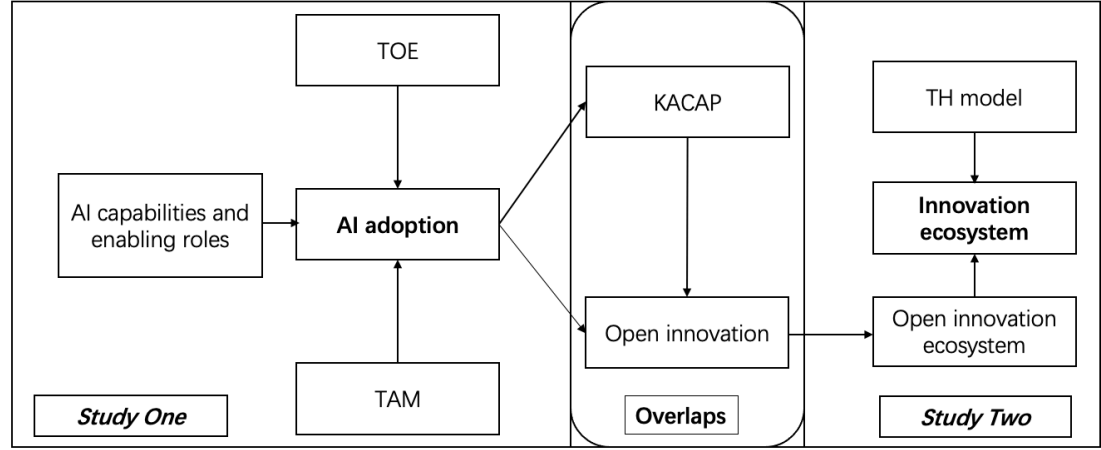 TOE
AI capabilities and
enabling roles
AI adoption
TAM
Study One
KACAP
Open innovation
Overlaps
TH model
Innovation
ecosystem
Open innovation
ecosystem
Study Two